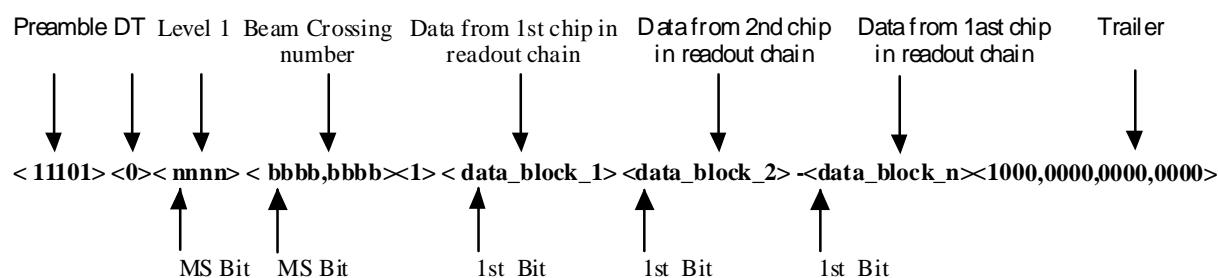 Preamble DT Level 1 Beam Crossing number Data from 1st chip in readout chain Data from 2nd chip in readout chain Data from 1ast chip in readout chain Trailer
< 11101> <0>< nnnn> < bbbb,bbbb><1> < data_block_1> <data_block_2> -<data_block_n><1000,0000,0000,0000>
MS Bit MS Bit 1st Bit 1st Bit 1st Bit